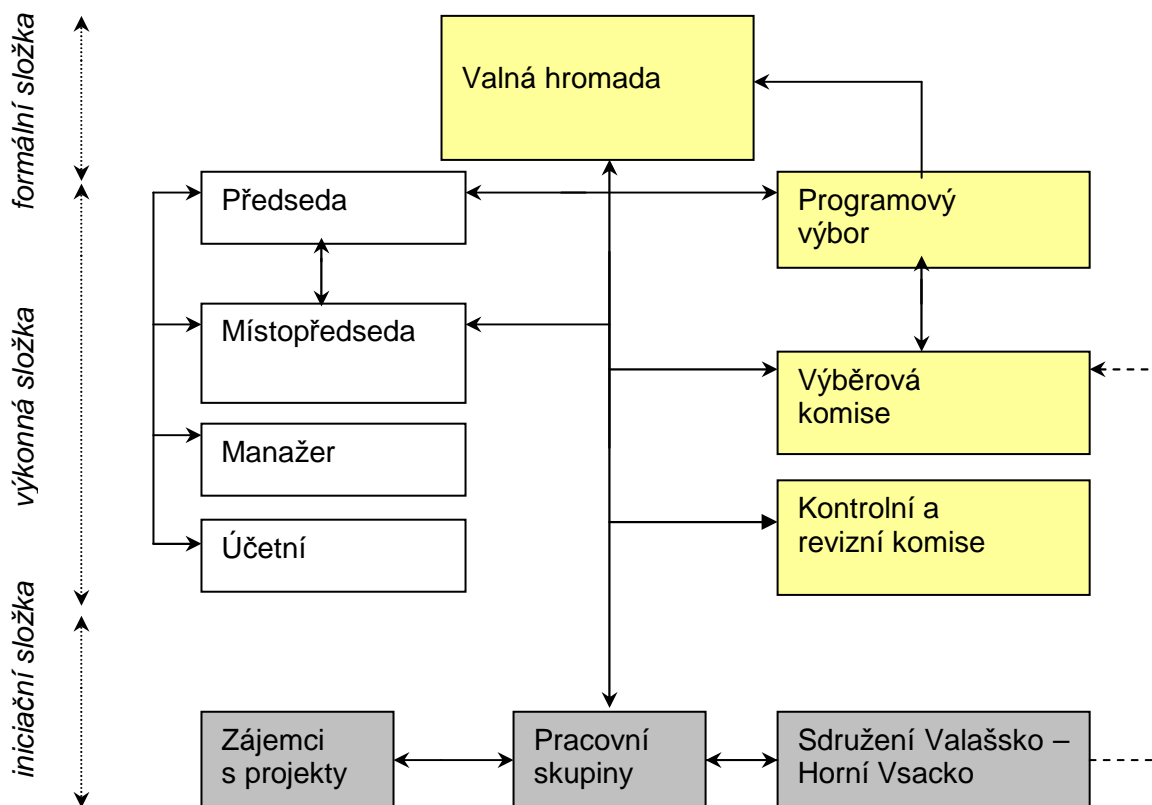 formální složka
výkonná složka
iniciační složka
Valná hromada
Předseda
Programový
výbor
Místopředseda
Výběrová
komise
Manažer
Kontrolní a
revizní komise
Účetní
Zájemci
s projekty
Pracovní
skupiny
Sdružení Valašsko –
Horní Vsacko